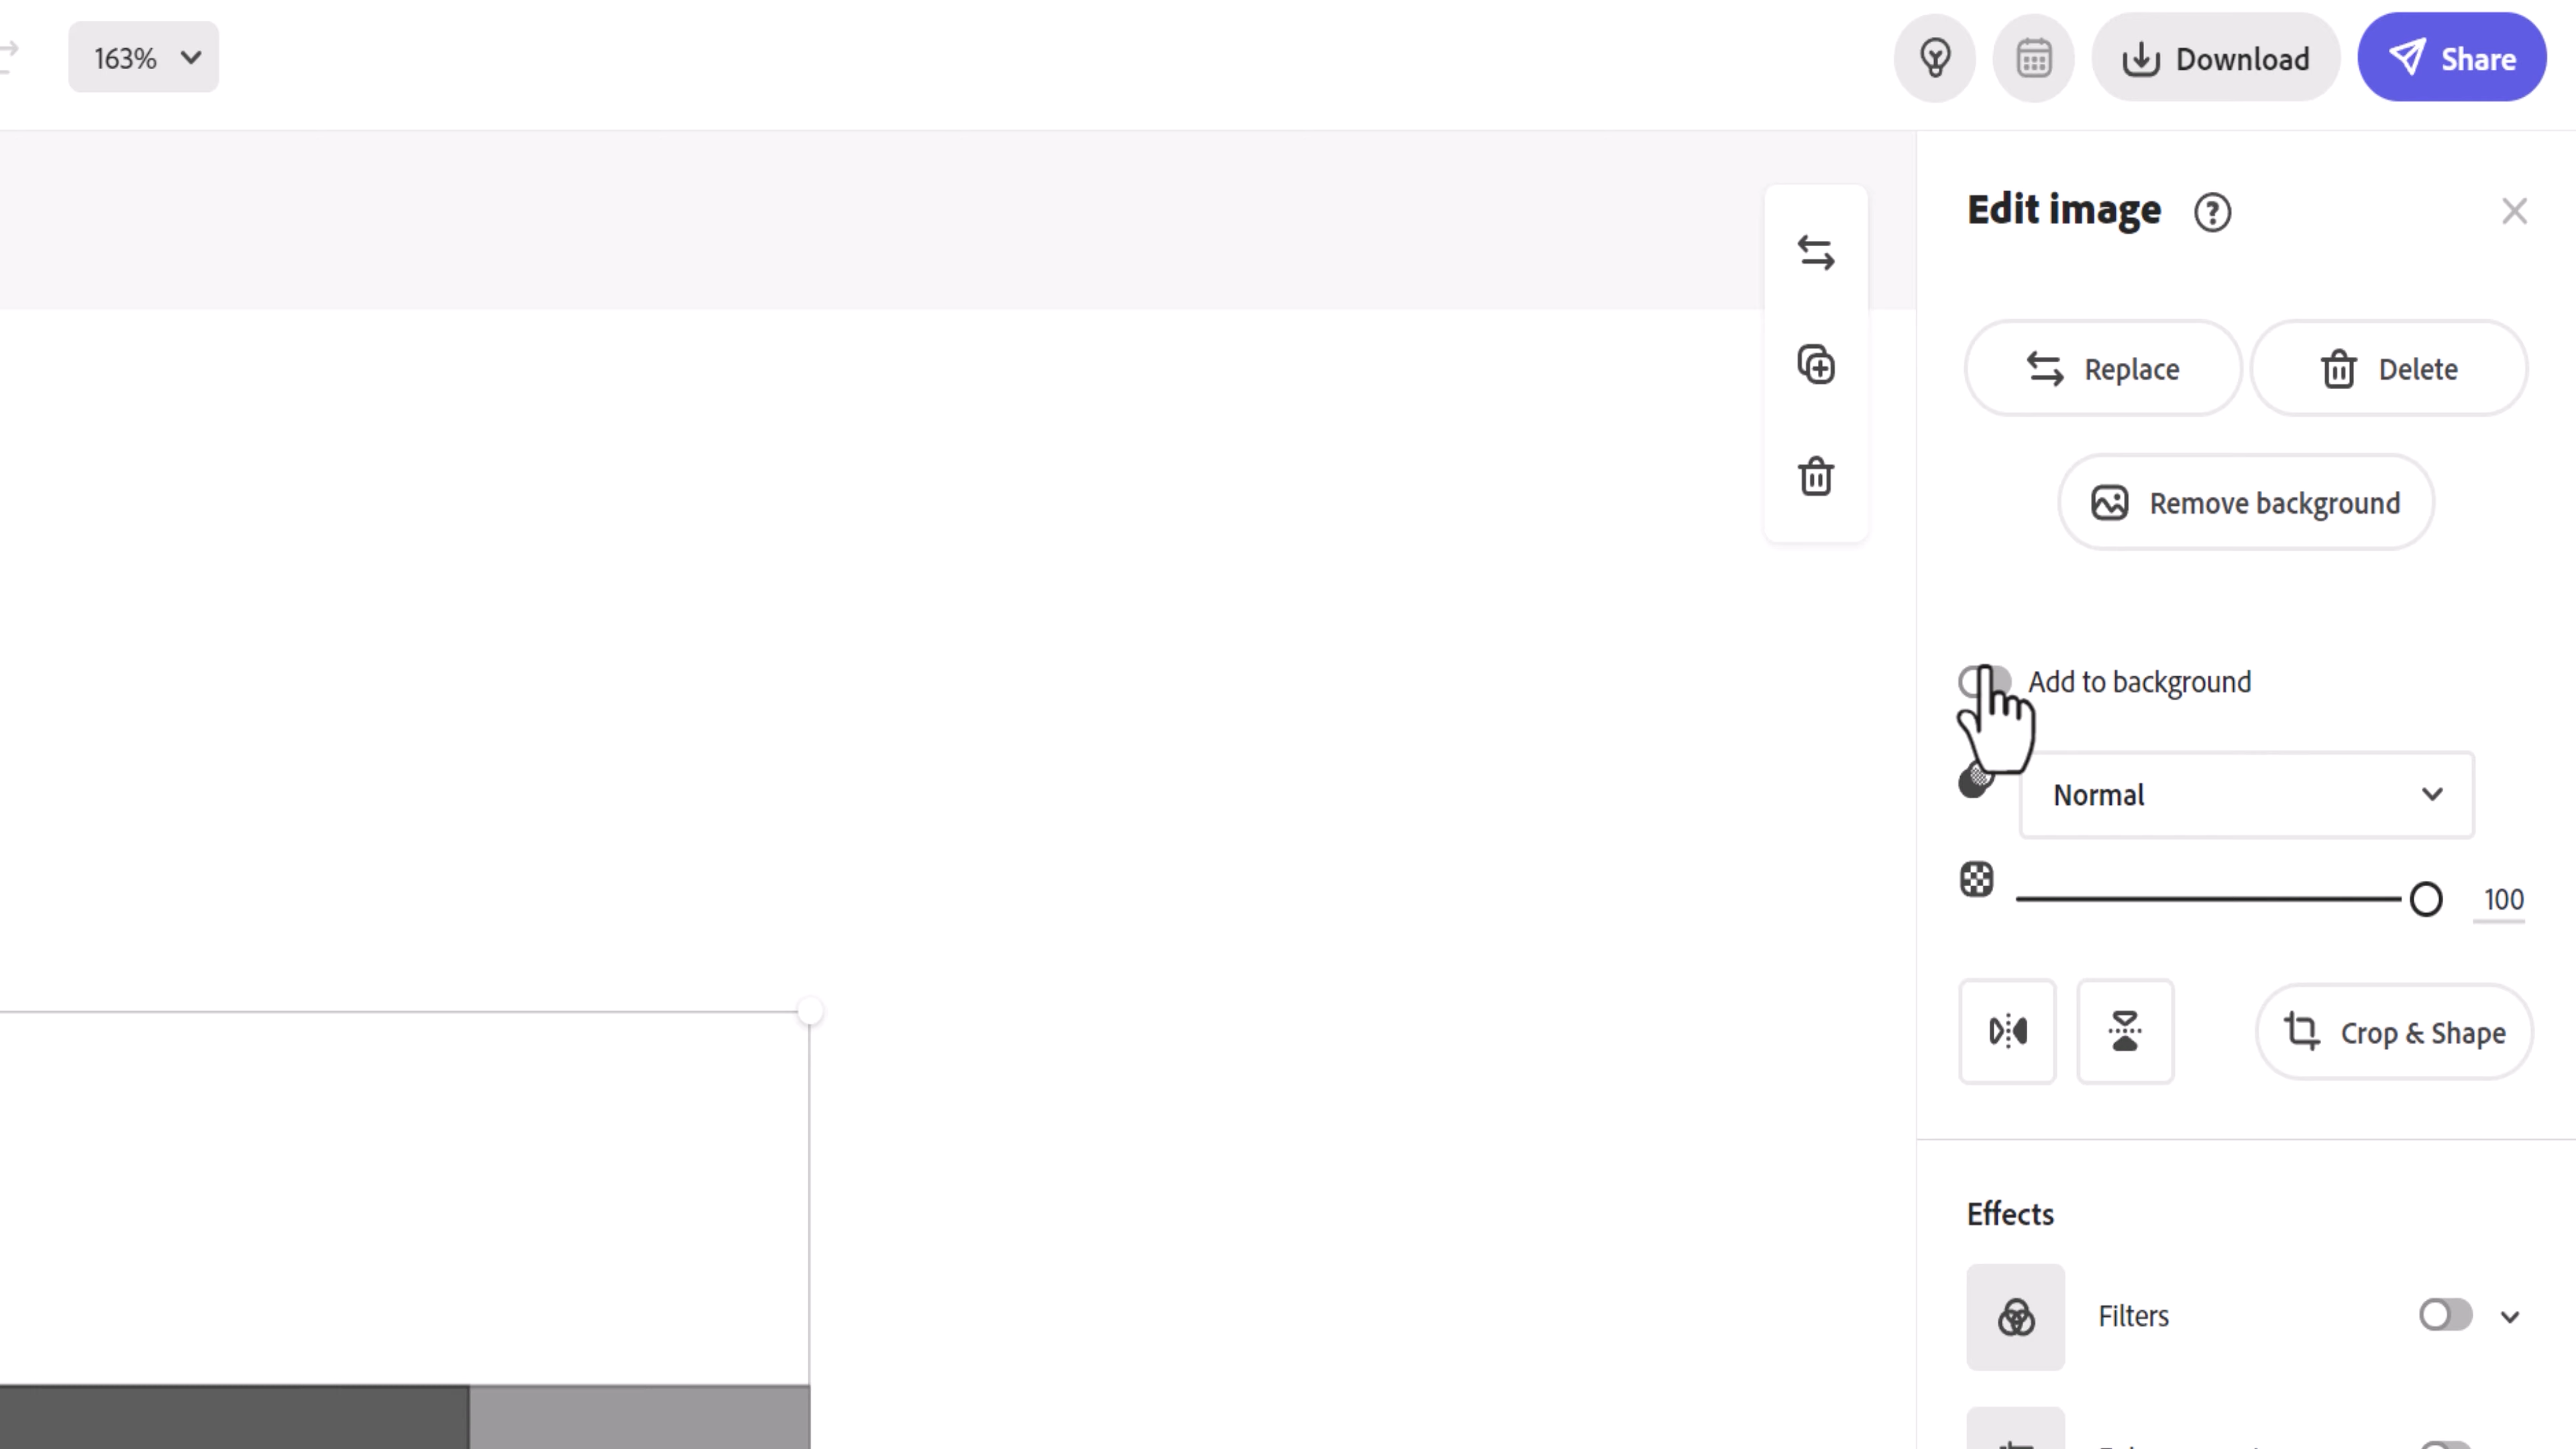 163%
Download
Share
Edit image
Replace
Delete
Remove background
Add to background
Normal
100
Crop & Shape
Effects
Filters